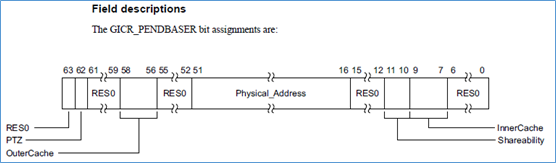 Field descriptions
The GICR_PENDBASER bit assignments are:
63 62 61 59 58 56 55 52 51 16 15 12 11 10 9 7 6 0
RES0 RES0 Physical_Address RES0 RES0
RES0
PTZ
OuterCache
InnerCache
Shareability